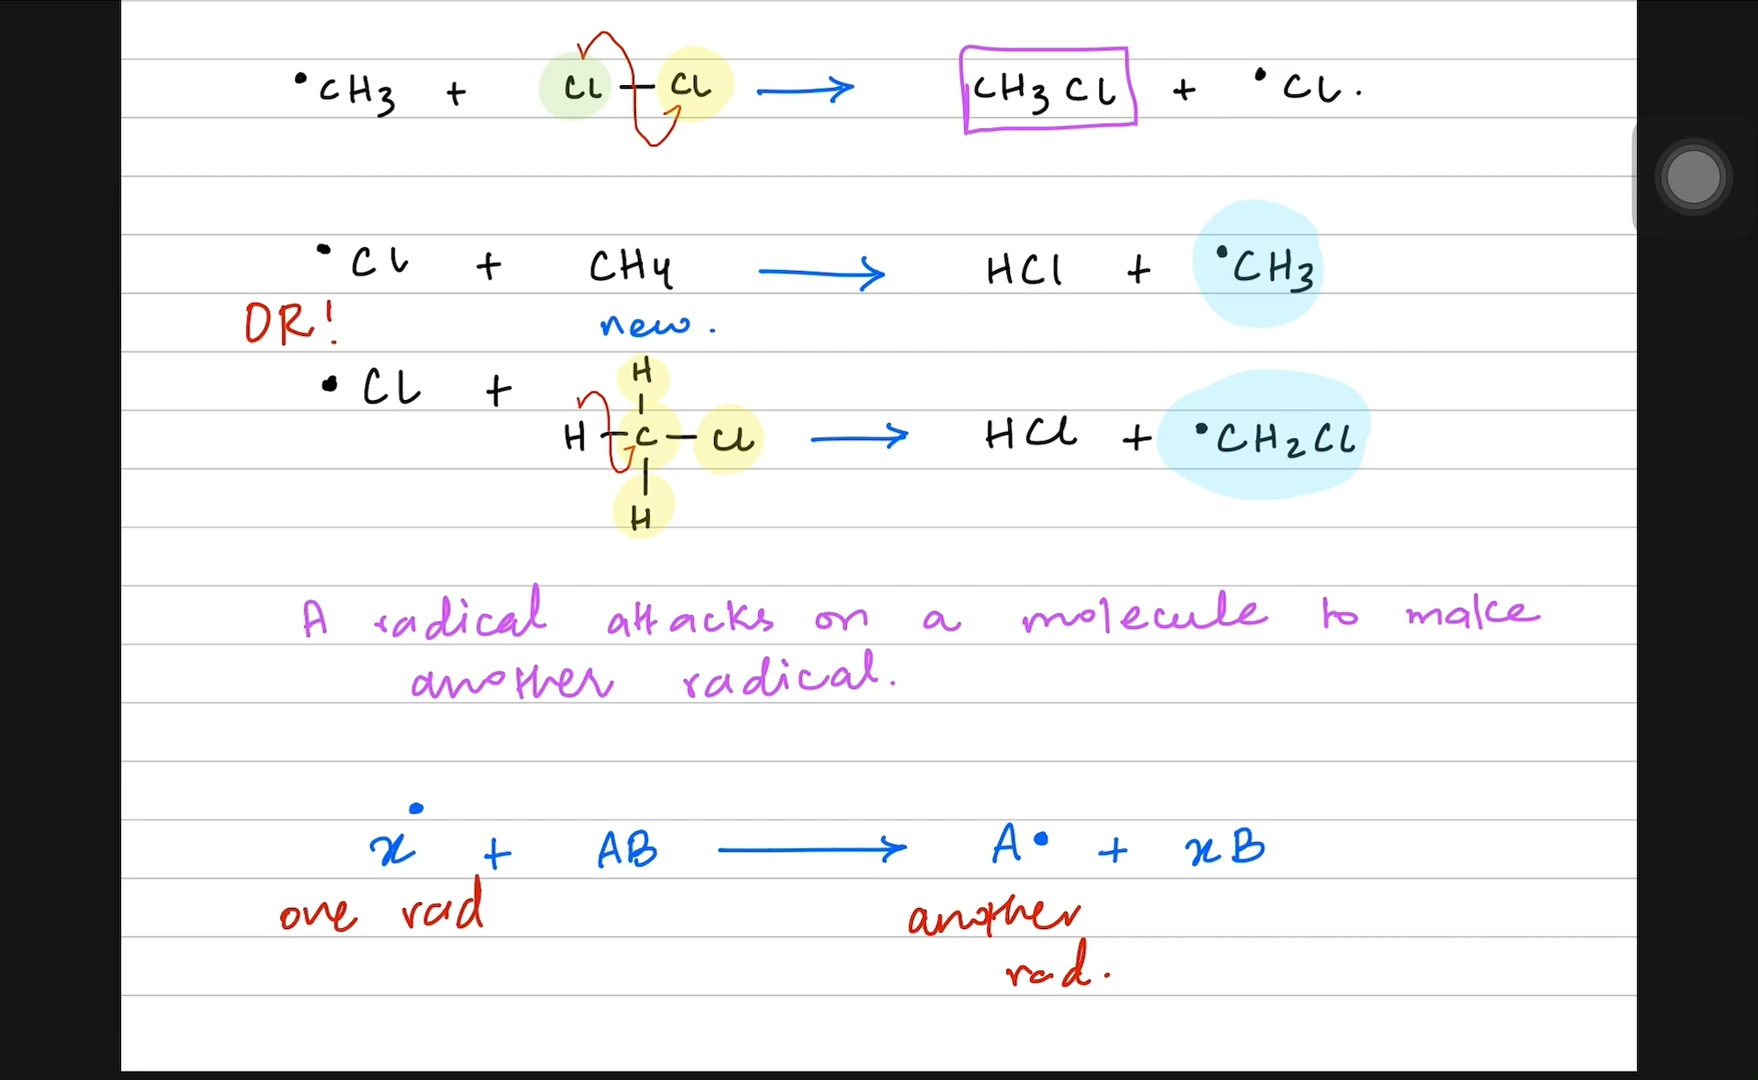 •CH3 + Cl—Cl → CH3Cl + •Cl.
•Cl + CH4 → HCl + •CH3
OR! new.
•Cl +
H
H—C—Cl → HCl + •CH2Cl
H
A radical attacks on a molecule to make
another radical.
x• + AB → A• + xB
one rad another
rad.